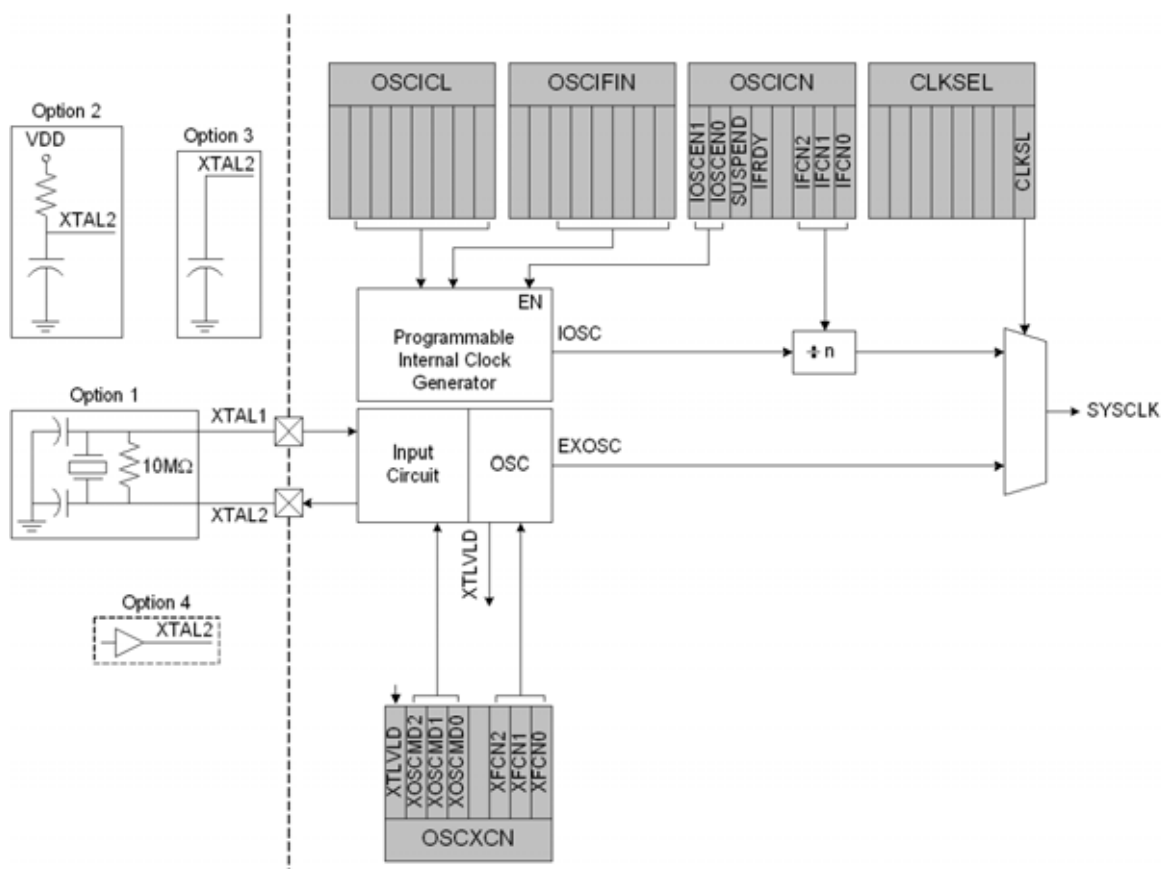 OSCICL
OSCIFIN
OSCICN
CLKSEL
IOSCEN1
IOSCEN0
SUSPEND
IFRDY
IFCN2
IFCN1
IFCN0
CLKSL
Option 2
VDD
XTAL2
Option 3
XTAL2
EN
Programmable
Internal Clock
Generator
IOSC
÷ n
SYSCLK
Option 1
XTAL1
10MΩ
XTAL2
Input
Circuit
OSC
EXOSC
XTLVLD
Option 4
XTAL2
XTLVLD
XOSCMD2
XOSCMD1
XOSCMD0
XFCN2
XFCN1
XFCN0
OSCXCN